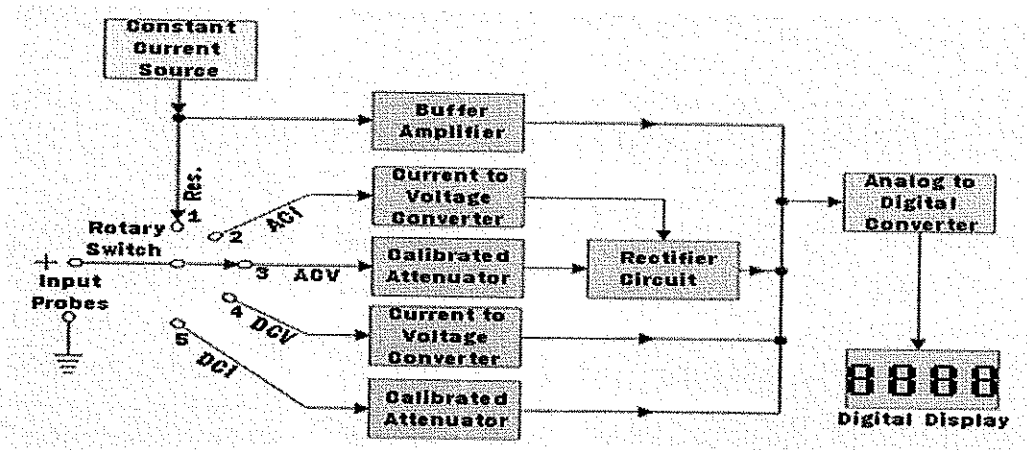 Constant
Current
Source
Buffer
Amplifier
Res.
1
Current to
Voltage
Converter
Analog to
Digital
Converter
2
ACI
Rotary
Switch
+
Input
Probes
3
ACV
Calibrated
Attenuator
Rectifier
Circuit
4
DCV
Current to
Voltage
Converter
5
DCI
Calibrated
Attenuator
8888
Digital Display